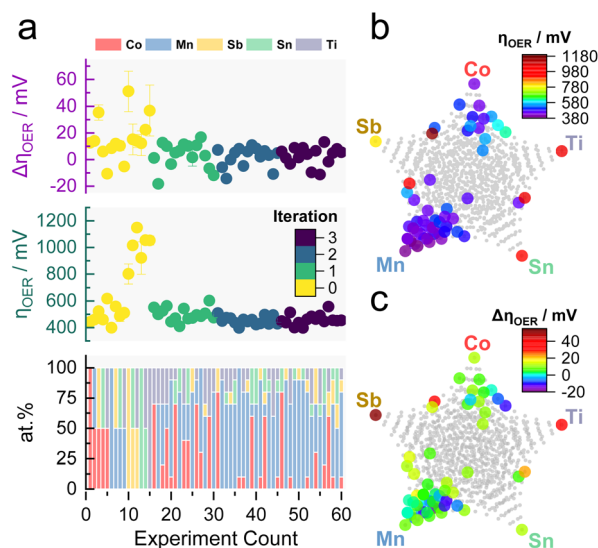 a
Co Mn Sb Sn Ti
ΔηOER / mV
60
40
20
0
-20
ηOER / mV
1200
1000
800
600
400
Iteration
3
2
1
0
at.%
100
75
50
25
0
0 10 20 30 40 50 60
Experiment Count
b
ηOER / mV
1180
980
780
580
380
Co
Sb
Ti
Mn
Sn
c
ΔηOER / mV
40
20
0
-20
Co
Sb
Ti
Mn
Sn